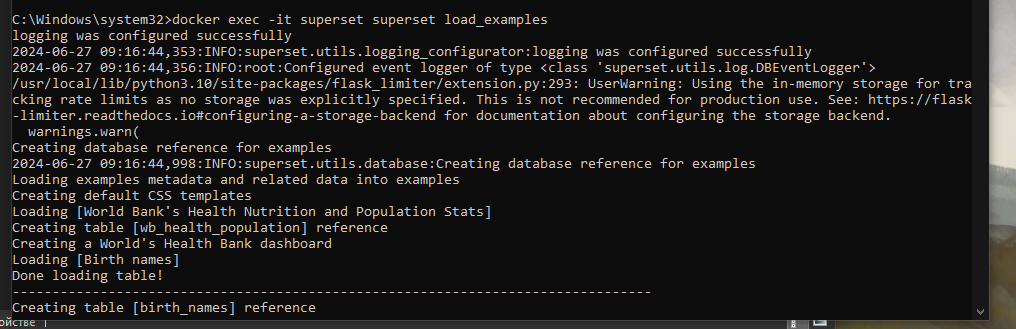 C:\Windows\system32>docker exec -it superset superset load_examples
logging was configured successfully
2024-06-27 09:16:44,353:INFO:superset.utils.logging_configurator:logging was configured successfully
2024-06-27 09:16:44,356:INFO:root:Configured event logger of type <class 'superset.utils.log.DBEventLogger'>
/usr/local/lib/python3.10/site-packages/flask_limiter/extension.py:293: UserWarning: Using the in-memory storage for tra
cking rate limits as no storage was explicitly specified. This is not recommended for production use. See: https://flask
-limiter.readthedocs.io#configuring-a-storage-backend for documentation about configuring the storage backend.
  warnings.warn(
Creating database reference for examples
2024-06-27 09:16:44,998:INFO:superset.utils.database:Creating database reference for examples
Loading examples metadata and related data into examples
Creating default CSS templates
Loading [World Bank's Health Nutrition and Population Stats]
Creating table [wb_health_population] reference
Creating a World's Health Bank dashboard
Loading [Birth names]
Done loading table!
--------------------------------------------------------------------------------
Creating table [birth_names] reference
ойстве